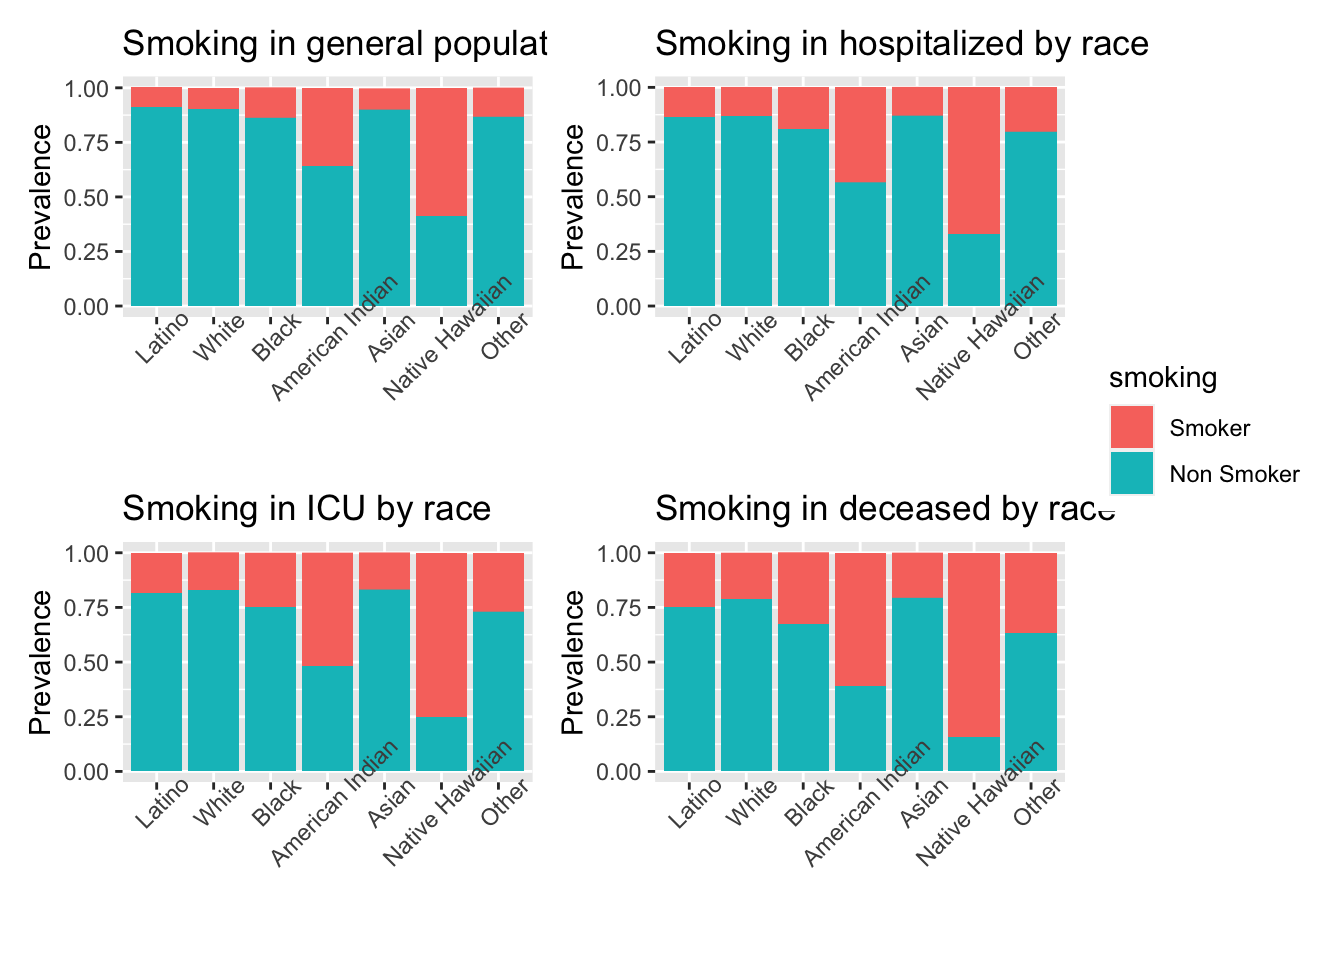 Smoking in general populat
Prevalence
1.00
0.75
0.50
0.25
0.00
Latino
White
Black
American Indian
Asian
Native Hawaiian
Other
Smoking in hospitalized by race
Prevalence
1.00
0.75
0.50
0.25
0.00
Latino
White
Black
American Indian
Asian
Native Hawaiian
Other
smoking
Smoker
Non Smoker
Smoking in ICU by race
Prevalence
1.00
0.75
0.50
0.25
0.00
Latino
White
Black
American Indian
Asian
Native Hawaiian
Other
Smoking in deceased by race
Prevalence
1.00
0.75
0.50
0.25
0.00
Latino
White
Black
American Indian
Asian
Native Hawaiian
Other